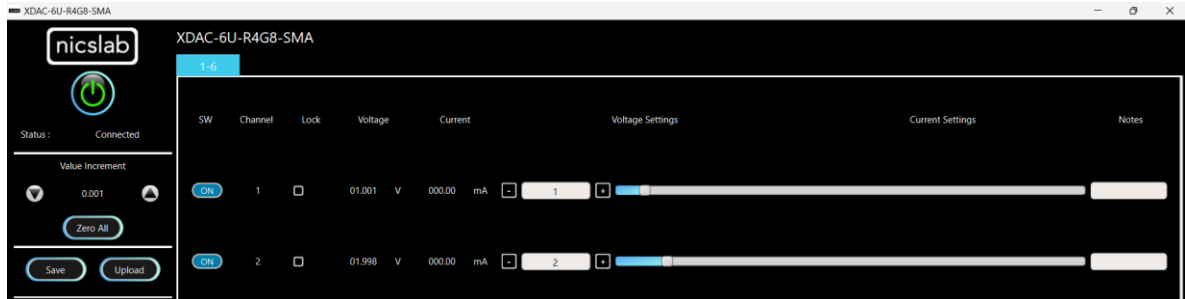 XDAC-6U-R4G8-SMA
nicslab
XDAC-6U-R4G8-SMA
1-6
Status : Connected
SW Channel Lock Voltage Current Voltage Settings Current Settings Notes
Value Increment
0.001
ON 1 01.001 V 000.00 mA - 1 +
Zero All
Save Upload
ON 2 01.998 V 000.00 mA - 2 +